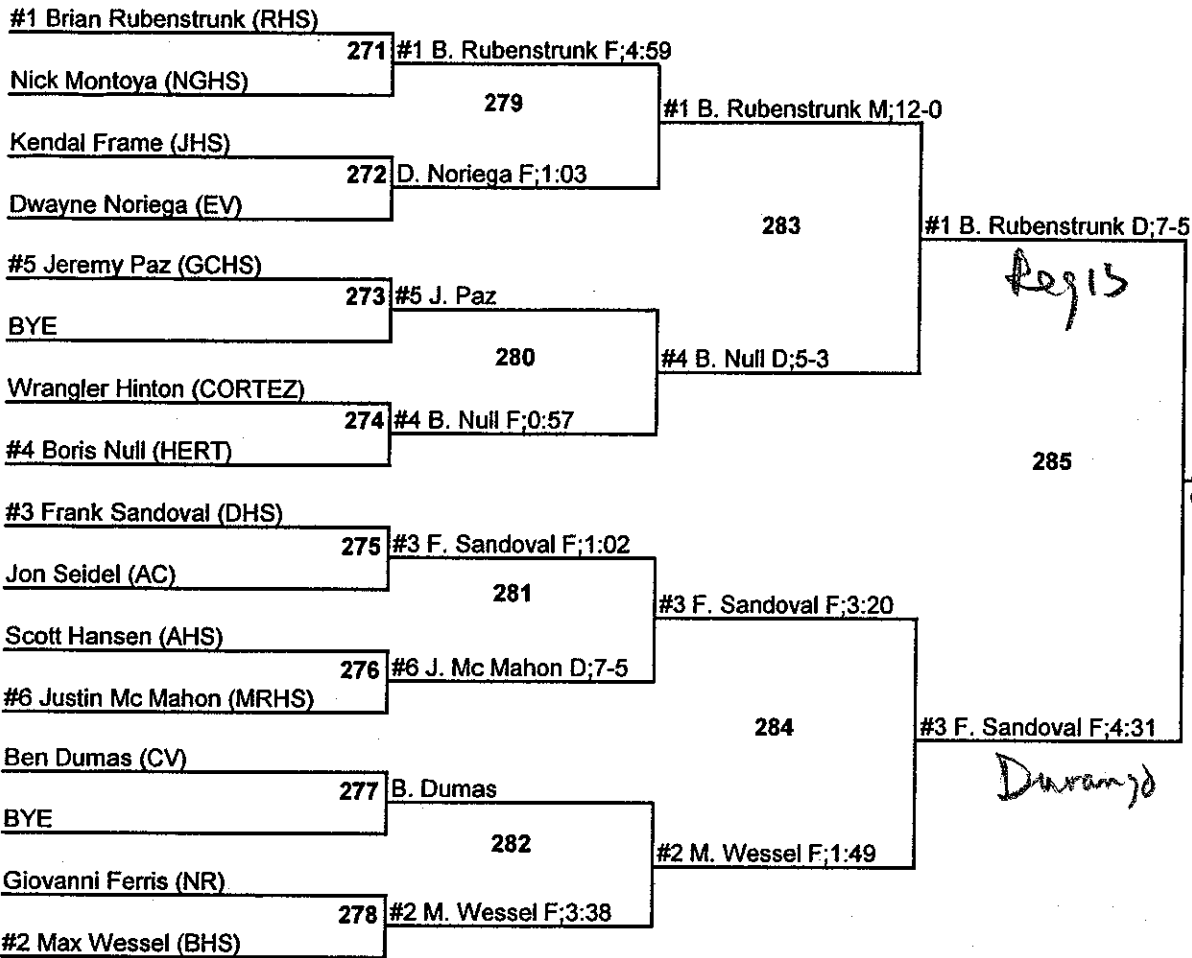 #1 Brian Rubenstrunk (RHS)
271 #1 B. Rubenstrunk F;4:59
Nick Montoya (NGHS)
279
#1 B. Rubenstrunk M;12-0
Kendal Frame (JHS)
272 D. Noriega F;1:03
Dwayne Noriega (EV)
283
#1 B. Rubenstrunk D;7-5
Regis
#5 Jeremy Paz (GCHS)
273 #5 J. Paz
BYE
280
#4 B. Null D;5-3
Wrangler Hinton (CORTEZ)
274 #4 B. Null F;0:57
#4 Boris Null (HERT)
285
#3 Frank Sandoval (DHS)
275 #3 F. Sandoval F;1:02
Jon Seidel (AC)
281
#3 F. Sandoval F;3:20
Scott Hansen (AHS)
276 #6 J. Mc Mahon D;7-5
#6 Justin Mc Mahon (MRHS)
284
#3 F. Sandoval F;4:31
Durango
Ben Dumas (CV)
277 B. Dumas
BYE
282
#2 M. Wessel F;1:49
Giovanni Ferris (NR)
278 #2 M. Wessel F;3:38
#2 Max Wessel (BHS)